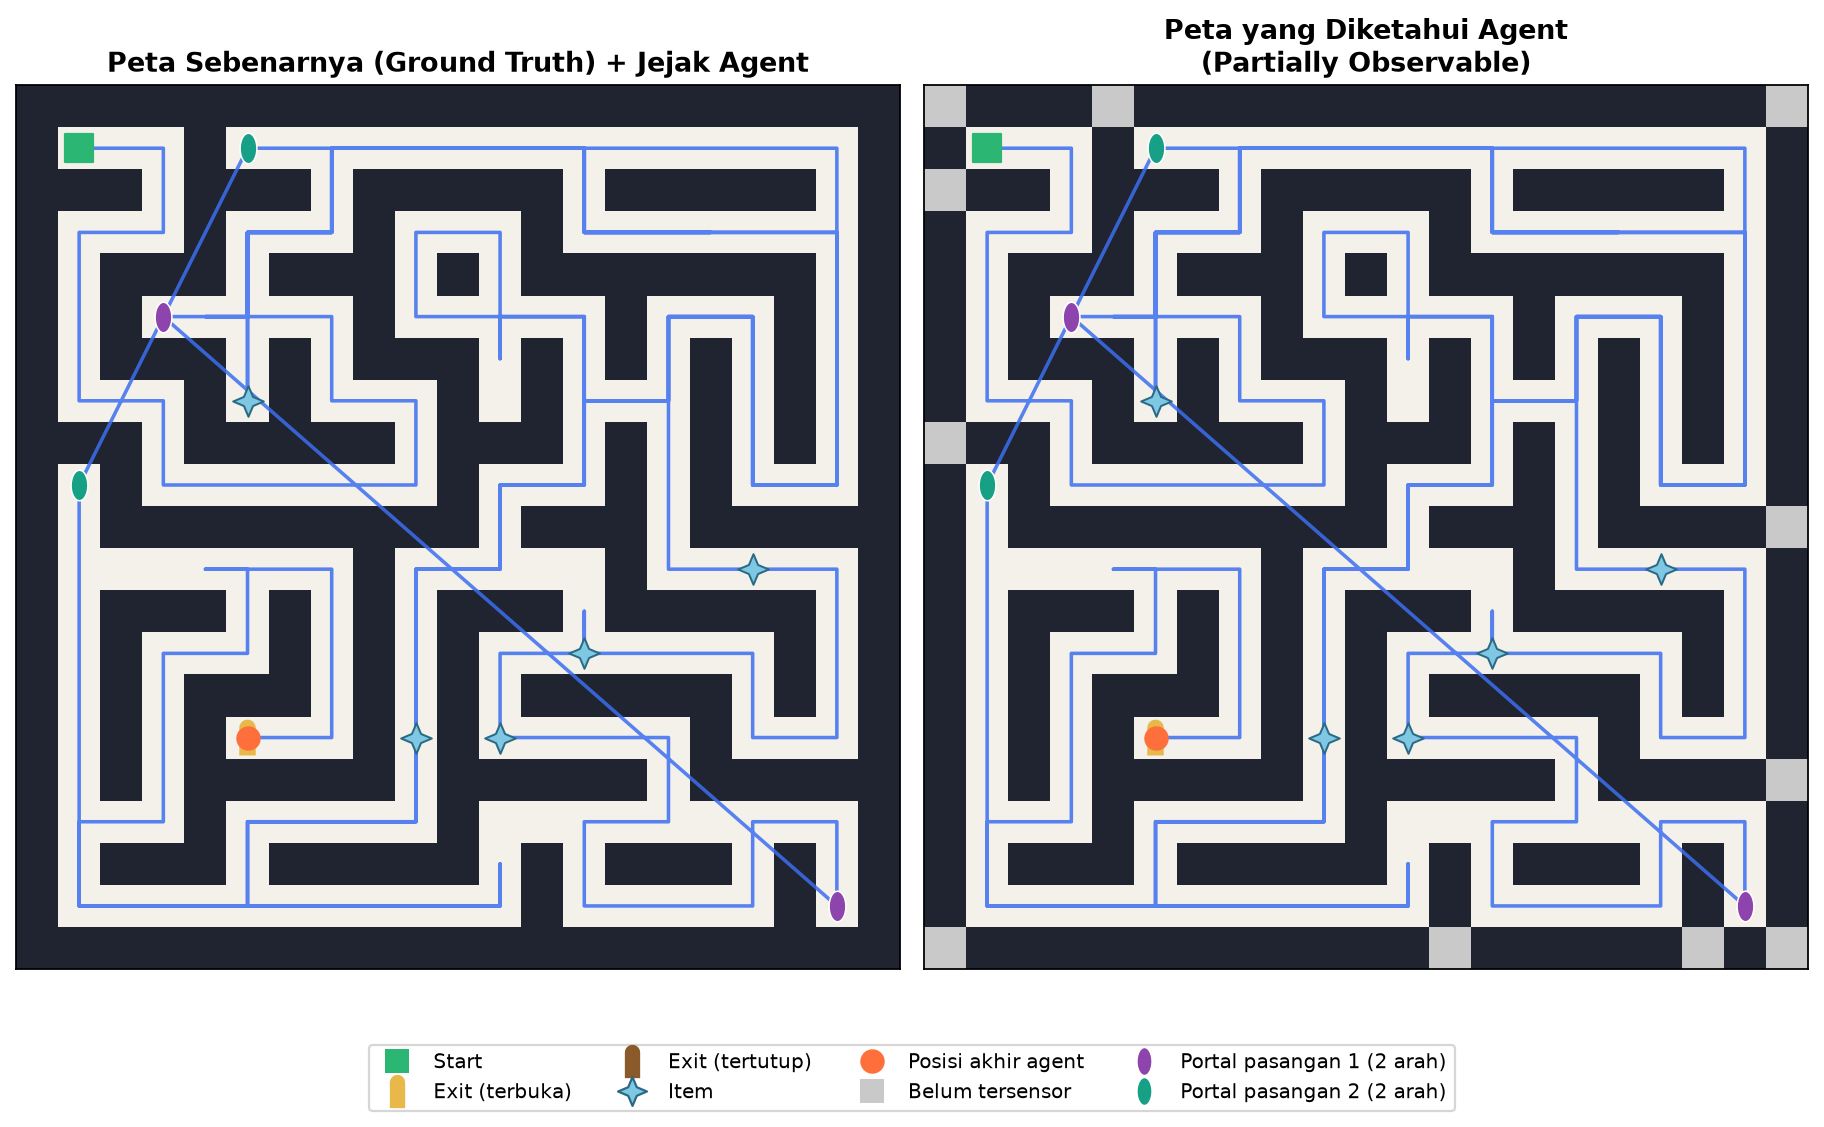 Peta Sebenarnya (Ground Truth) + Jejak Agent
Peta yang Diketahui Agent
(Partially Observable)
Start
Exit (terbuka)
Exit (tertutup)
Item
Posisi akhir agent
Belum tersensor
Portal pasangan 1 (2 arah)
Portal pasangan 2 (2 arah)